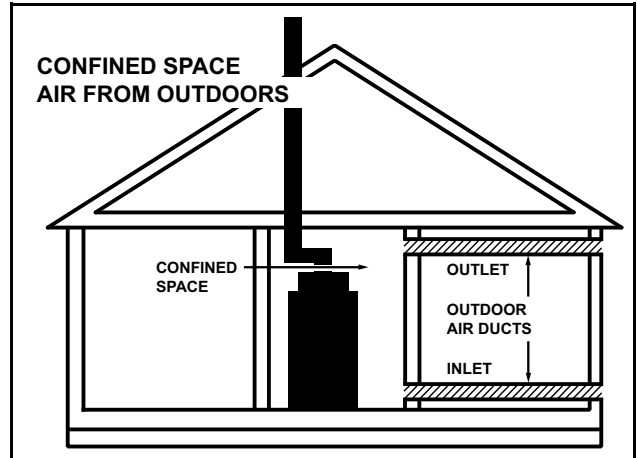 CONFINED SPACE
AIR FROM OUTDOORS
CONFINED
SPACE
OUTLET
OUTDOOR
AIR DUCTS
INLET